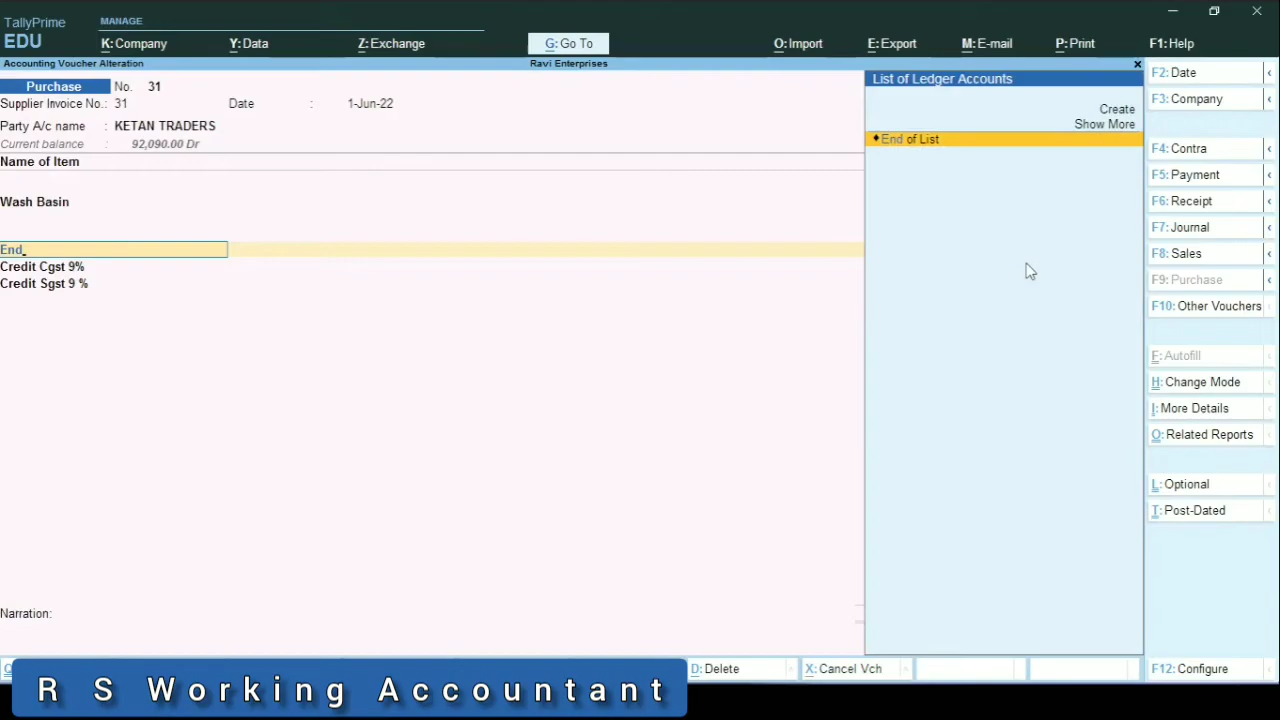 TallyPrime
EDU
MANAGE
K: Company
Y: Data
Z: Exchange
G: Go To
O: Import
E: Export
M: E-mail
P: Print
F1: Help
Accounting Voucher Alteration
Ravi Enterprises
Purchase No. 31
Supplier Invoice No.: 31 Date : 1-Jun-22
Party A/c name : KETAN TRADERS
Current balance : 92,090.00 Dr
Name of Item
Wash Basin
End
Credit Cgst 9%
Credit Sgst 9 %
Narration:
List of Ledger Accounts
Create
Show More
End of List
F2: Date
F3: Company
F4: Contra
F5: Payment
F6: Receipt
F7: Journal
F8: Sales
F9: Purchase
F10: Other Vouchers
F: Autofill
H: Change Mode
I: More Details
O: Related Reports
L: Optional
T: Post-Dated
D: Delete
X: Cancel Vch
F12: Configure
R S Working Accountant